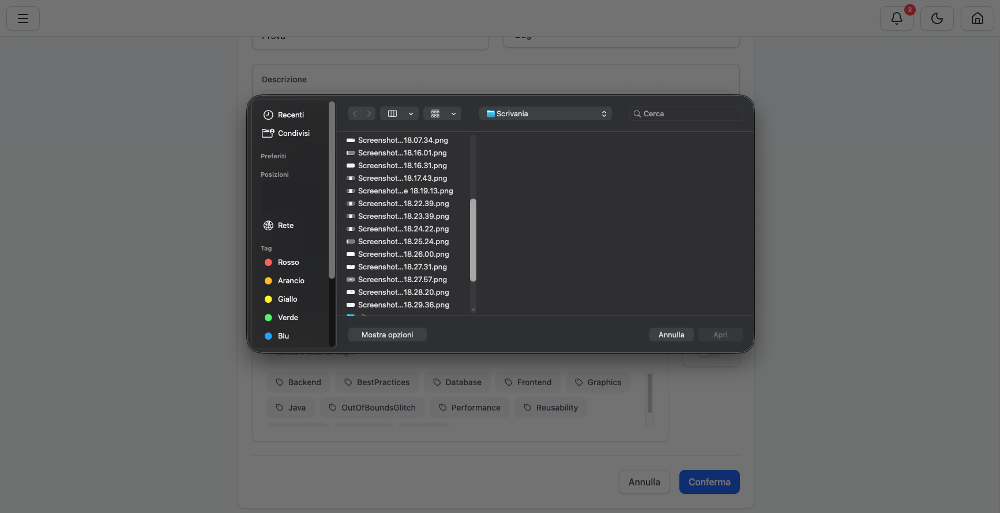 2
Prova
Bug
Descrizione
Recenti
Condivisi
Preferiti
Posizioni
Rete
Tag
Rosso
Arancio
Giallo
Verde
Blu
Scrivania
Cerca
Screenshot...18.07.34.png
Screenshot...18.16.01.png
Screenshot...18.16.31.png
Screenshot...18.17.43.png
Screenshot...e 18.19.13.png
Screenshot...18.22.39.png
Screenshot...18.23.39.png
Screenshot...18.24.22.png
Screenshot...18.25.24.png
Screenshot...18.26.00.png
Screenshot...18.27.31.png
Screenshot...18.27.57.png
Screenshot...18.28.20.png
Screenshot...18.29.36.png
Mostra opzioni
Annulla
Apri
Cerca o crea un tag...
Backend
BestPractices
Database
Frontend
Graphics
Java
OutOfBoundsGlitch
Performance
Reusability
Annulla
Conferma